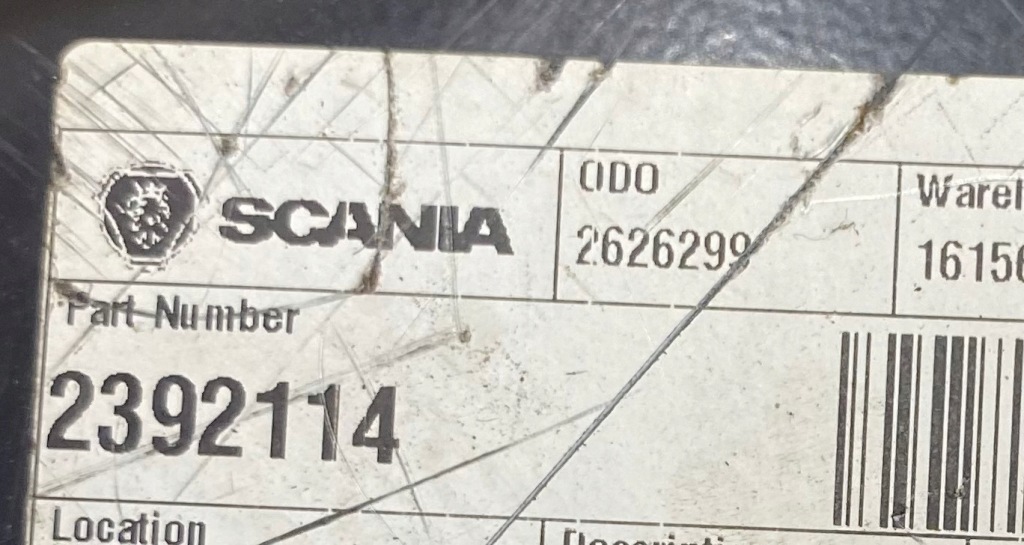 SCANIA
ODO
2626299
Part Number
2392114
Location